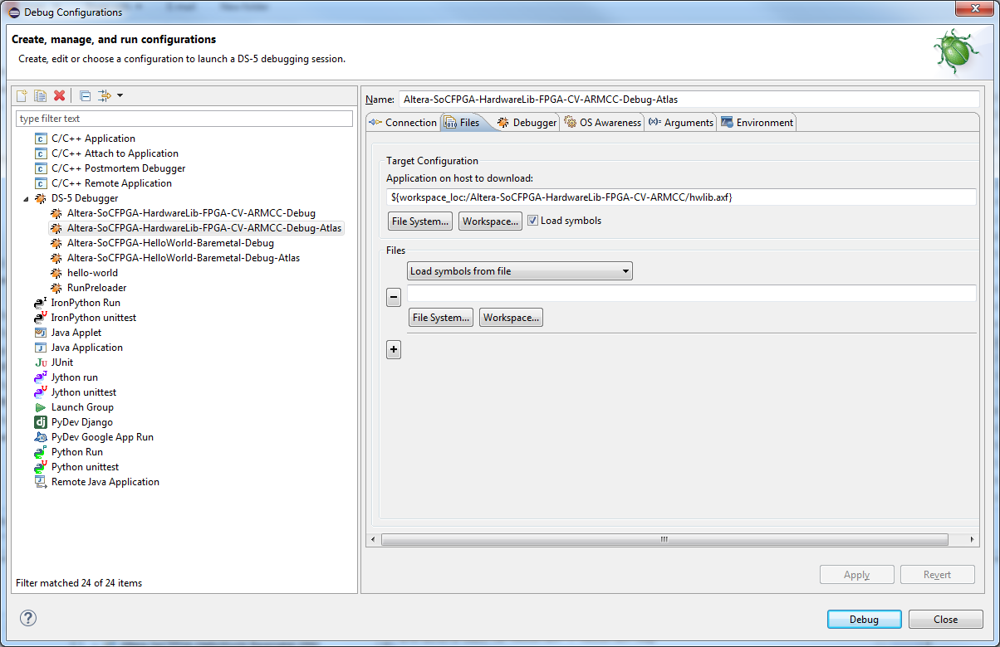 Debug Configurations
Create, manage, and run configurations
Create, edit or choose a configuration to launch a DS-5 debugging session.
type filter text
C/C++ Application
C/C++ Attach to Application
C/C++ Postmortem Debugger
C/C++ Remote Application
DS-5 Debugger
Altera-SoCFPGA-HardwareLib-FPGA-CV-ARMCC-Debug
Altera-SoCFPGA-HardwareLib-FPGA-CV-ARMCC-Debug-Atlas
Altera-SoCFPGA-HelloWorld-Baremetal-Debug
Altera-SoCFPGA-HelloWorld-Baremetal-Debug-Atlas
hello-world
RunPreloader
IronPython Run
IronPython unittest
Java Applet
Java Application
JUnit
Jython run
Jython unittest
Launch Group
PyDev Django
PyDev Google App Run
Python Run
Python unittest
Remote Java Application
Filter matched 24 of 24 items
Name: Altera-SoCFPGA-HardwareLib-FPGA-CV-ARMCC-Debug-Atlas
Connection Files Debugger OS Awareness Arguments Environment
Target Configuration
Application on host to download:
${workspace_loc:/Altera-SoCFPGA-HardwareLib-FPGA-CV-ARMCC/hwlib.axf}
File System... Workspace... Load symbols
Files
Load symbols from file
File System... Workspace...
Apply Revert
Debug Close